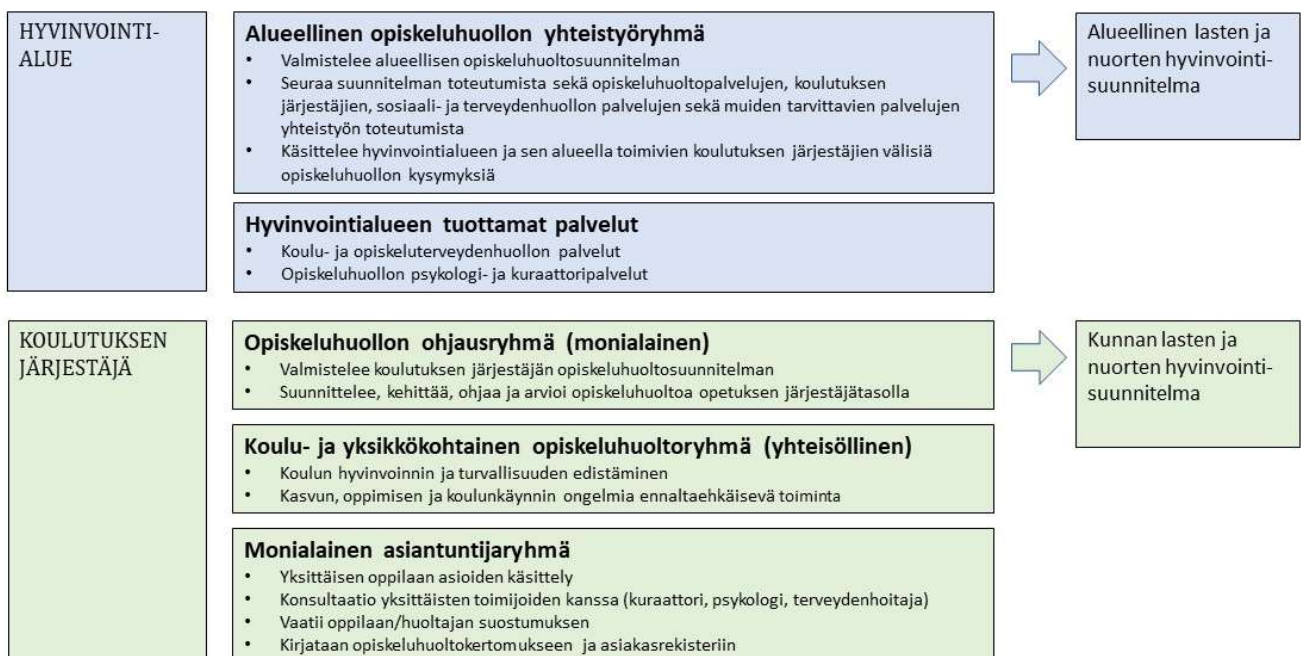 HYVINVOINTI-
ALUE
Alueellinen opiskeluhuollon yhteistyöryhmä
• Valmistelee alueellisen opiskeluhuoltosuunnitelman
• Seuraa suunnitelman toteutumista sekä opiskeluhuoltopalvelujen, koulutuksen
järjestäjien, sosiaali- ja terveydenhuollon palvelujen sekä muiden tarvittavien palvelujen
yhteistyön toteutumista
• Käsittelee hyvinvointialueen ja sen alueella toimivien koulutuksen järjestäjien välisiä
opiskeluhuollon kysymyksiä
Alueellinen lasten ja
nuorten hyvinvointi-
suunnitelma
Hyvinvointialueen tuottamat palvelut
• Koulu- ja opiskeluterveydenhuollon palvelut
• Opiskeluhuollon psykologi- ja kuraattoripalvelut
KOULUTUKSEN
JÄRJESTÄJÄ
Opiskeluhuollon ohjausryhmä (monialainen)
• Valmistelee koulutuksen järjestäjän opiskeluhuoltosuunnitelman
• Suunnittelee, kehittää, ohjaa ja arvioi opiskeluhuoltoa opetuksen järjestäjätasolla
Kunnan lasten ja
nuorten hyvinvointi-
suunnitelma
Koulu- ja yksikkökohtainen opiskeluhuoltoryhmä (yhteisöllinen)
• Koulun hyvinvoinnin ja turvallisuuden edistäminen
• Kasvun, oppimisen ja koulunkäynnin ongelmia ennaltaehkäisevä toiminta
Monialainen asiantuntijaryhmä
• Yksittäisen oppilaan asioiden käsittely
• Konsultaatio yksittäisten toimijoiden kanssa (kuraattori, psykologi, terveydenhoitaja)
• Vaatii oppilaan/huoltajan suostumuksen
• Kirjataan opiskeluhuoltokertomukseen ja asiakasrekisteriin